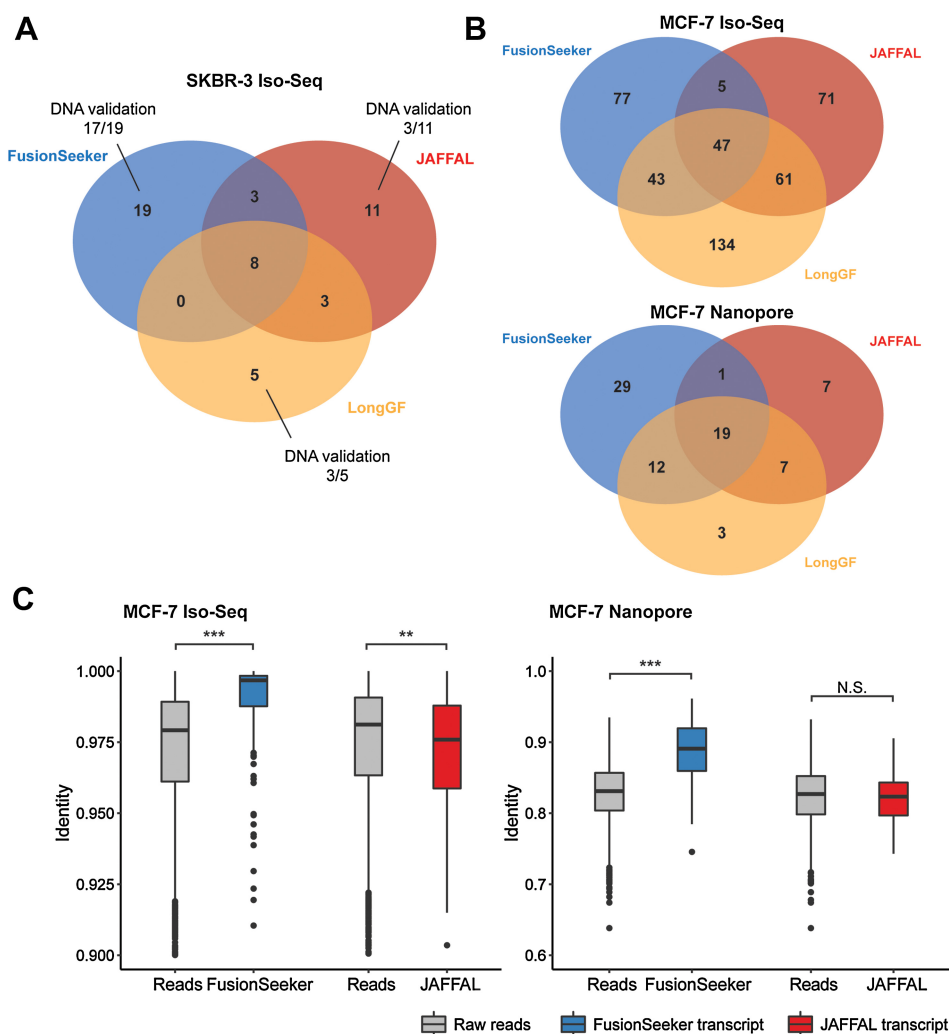 A
SKBR-3 Iso-Seq
DNA validation
17/19
DNA validation
3/11
FusionSeeker
JAFFAL
19
3
11
8
0
3
5
LongGF
DNA validation
3/5
B
MCF-7 Iso-Seq
FusionSeeker
JAFFAL
77
5
71
47
43
61
134
LongGF
MCF-7 Nanopore
FusionSeeker
JAFFAL
29
1
7
19
12
7
3
LongGF
C
MCF-7 Iso-Seq
***
**
1.000
0.975
0.950
0.925
0.900
Identity
Reads FusionSeeker Reads JAFFAL
MCF-7 Nanopore
***
N.S.
1.0
0.9
0.8
0.7
0.6
Identity
Reads FusionSeeker Reads JAFFAL
Raw reads FusionSeeker transcript JAFFAL transcript